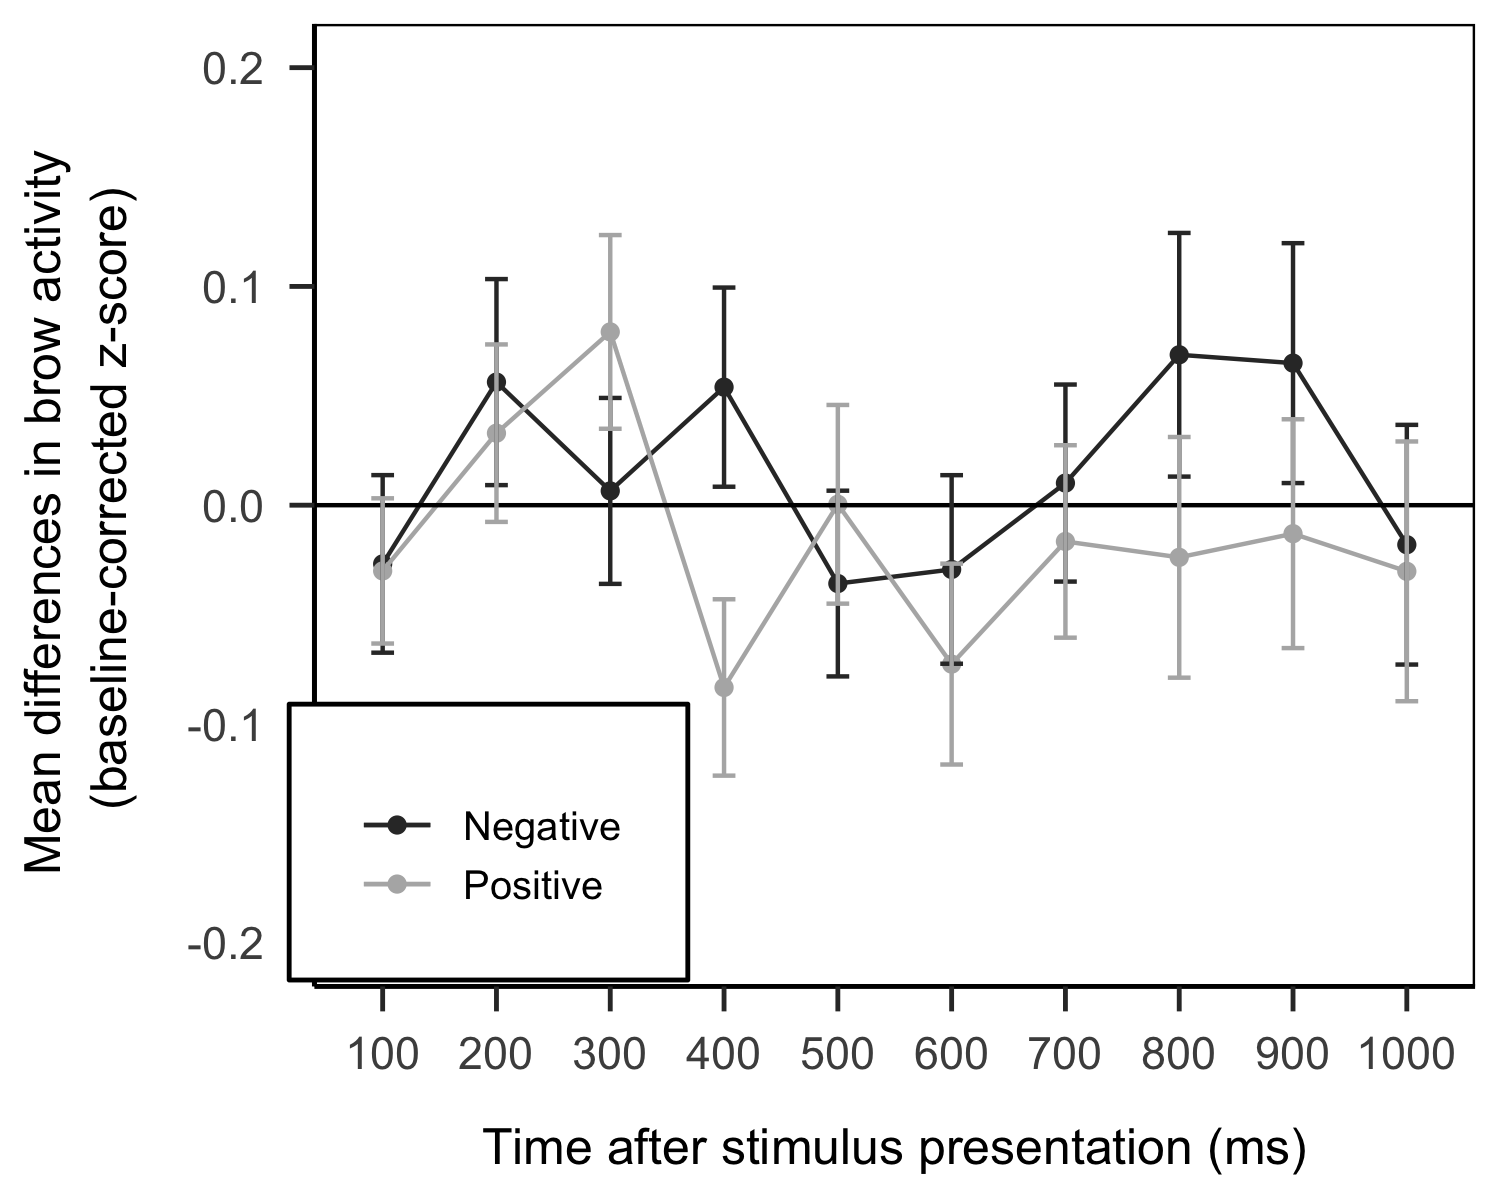 Mean differences in brow activity
(baseline-corrected z-score)
0.2
0.1
0.0
-0.1
-0.2
Negative
Positive
100 200 300 400 500 600 700 800 900 1000
Time after stimulus presentation (ms)